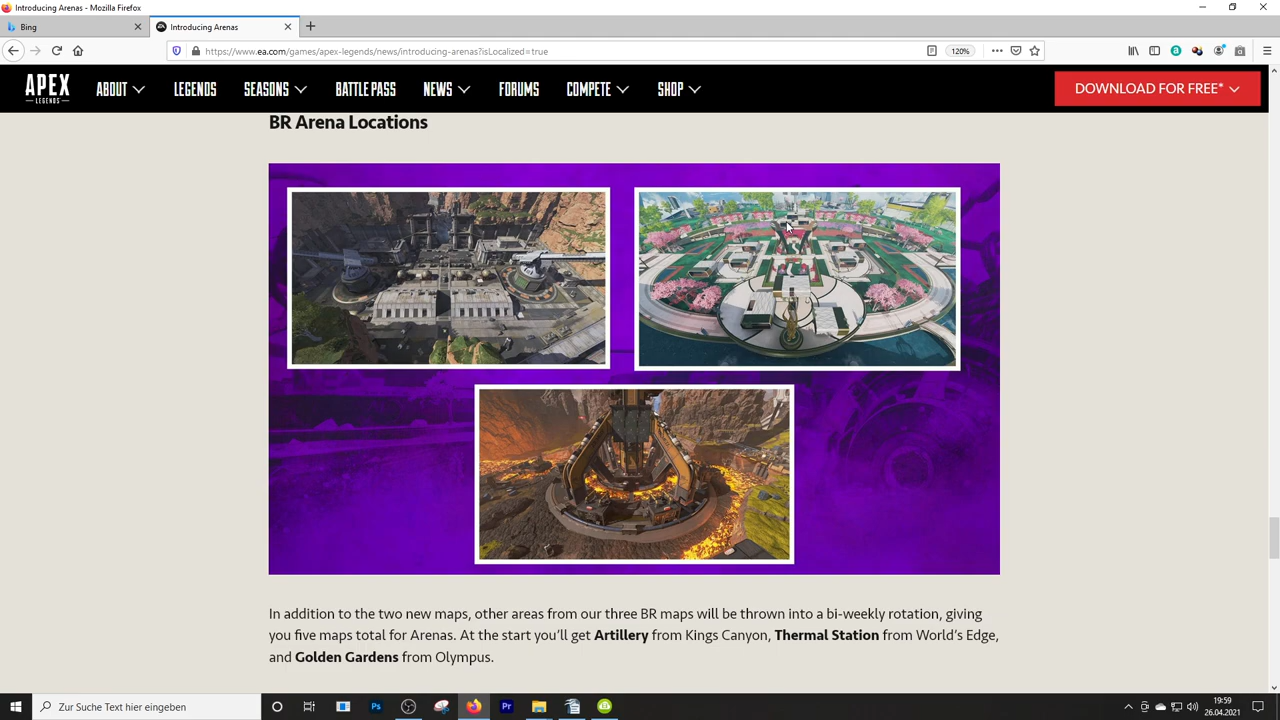 Introducing Arenas - Mozilla Firefox
Bing
Introducing Arenas
https://www.ea.com/games/apex-legends/news/introducing-arenas?isLocalized=true
120%
APEX
LEGENDS
ABOUT
LEGENDS
SEASONS
BATTLE PASS
NEWS
FORUMS
COMPETE
SHOP
DOWNLOAD FOR FREE*
BR Arena Locations
In addition to the two new maps, other areas from our three BR maps will be thrown into a bi-weekly rotation, giving
you five maps total for Arenas. At the start you’ll get Artillery from Kings Canyon, Thermal Station from World’s Edge,
and Golden Gardens from Olympus.
Zur Suche Text hier eingeben
Ps
Pr
19:59
26.04.2021